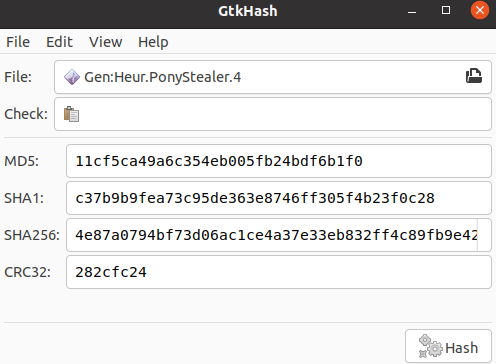 GtkHash
File Edit View Help
File: Gen:Heur.PonyStealer.4
Check:
MD5: 11cf5ca49a6c354eb005fb24bdf6b1f0
SHA1: c37b9b9fea73c95de363e8746ff305f4b23f0c28
SHA256: 4e87a0794bf73d06ac1ce4a37e33eb832ff4c89fb9e42
CRC32: 282cfc24
Hash